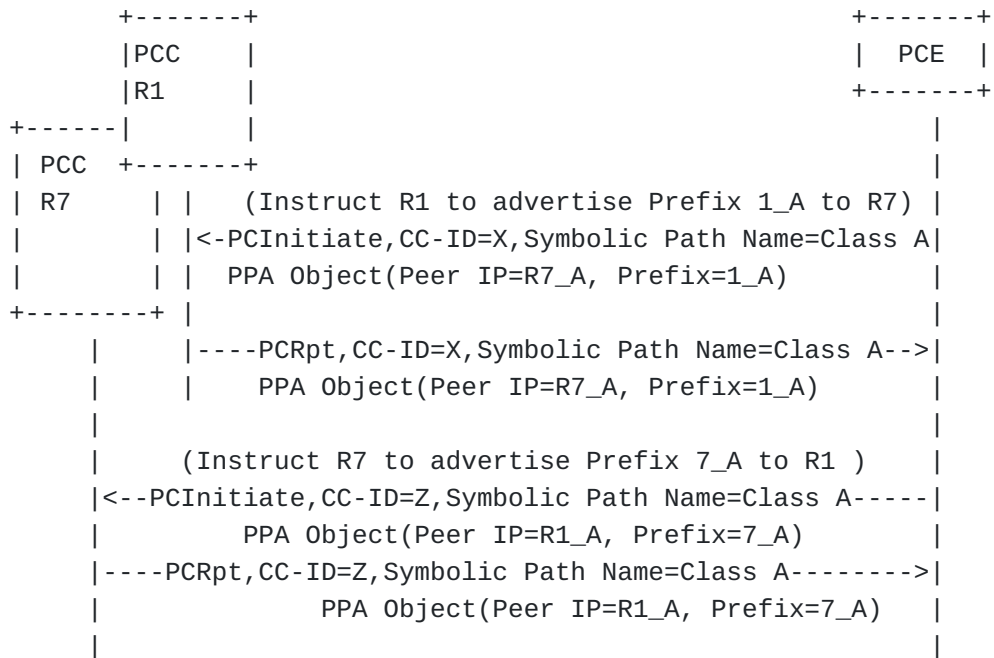 +-------+                                       +-------+
       |PCC    |                                       |  PCE  |
       |R1     |                                       +-------+
+------|       |                                            |
| PCC  +-------+                                            |
| R7      | |   (Instruct R1 to advertise Prefix 1_A to R7) |
|         | |<-PCInitiate,CC-ID=X,Symbolic Path Name=Class A|
|         | |  PPA Object(Peer IP=R7_A, Prefix=1_A)         |
+--------+ |                                                |
     |     |----PCRpt,CC-ID=X,Symbolic Path Name=Class A-->|
     |     |    PPA Object(Peer IP=R7_A, Prefix=1_A)       |
     |                                                      |
     |     (Instruct R7 to advertise Prefix 7_A to R1 )    |
     |<--PCInitiate,CC-ID=Z,Symbolic Path Name=Class A-----|
     |         PPA Object(Peer IP=R1_A, Prefix=7_A)        |
     |----PCRpt,CC-ID=Z,Symbolic Path Name=Class A-------->|
     |              PPA Object(Peer IP=R1_A, Prefix=7_A)   |
     |                                                      |